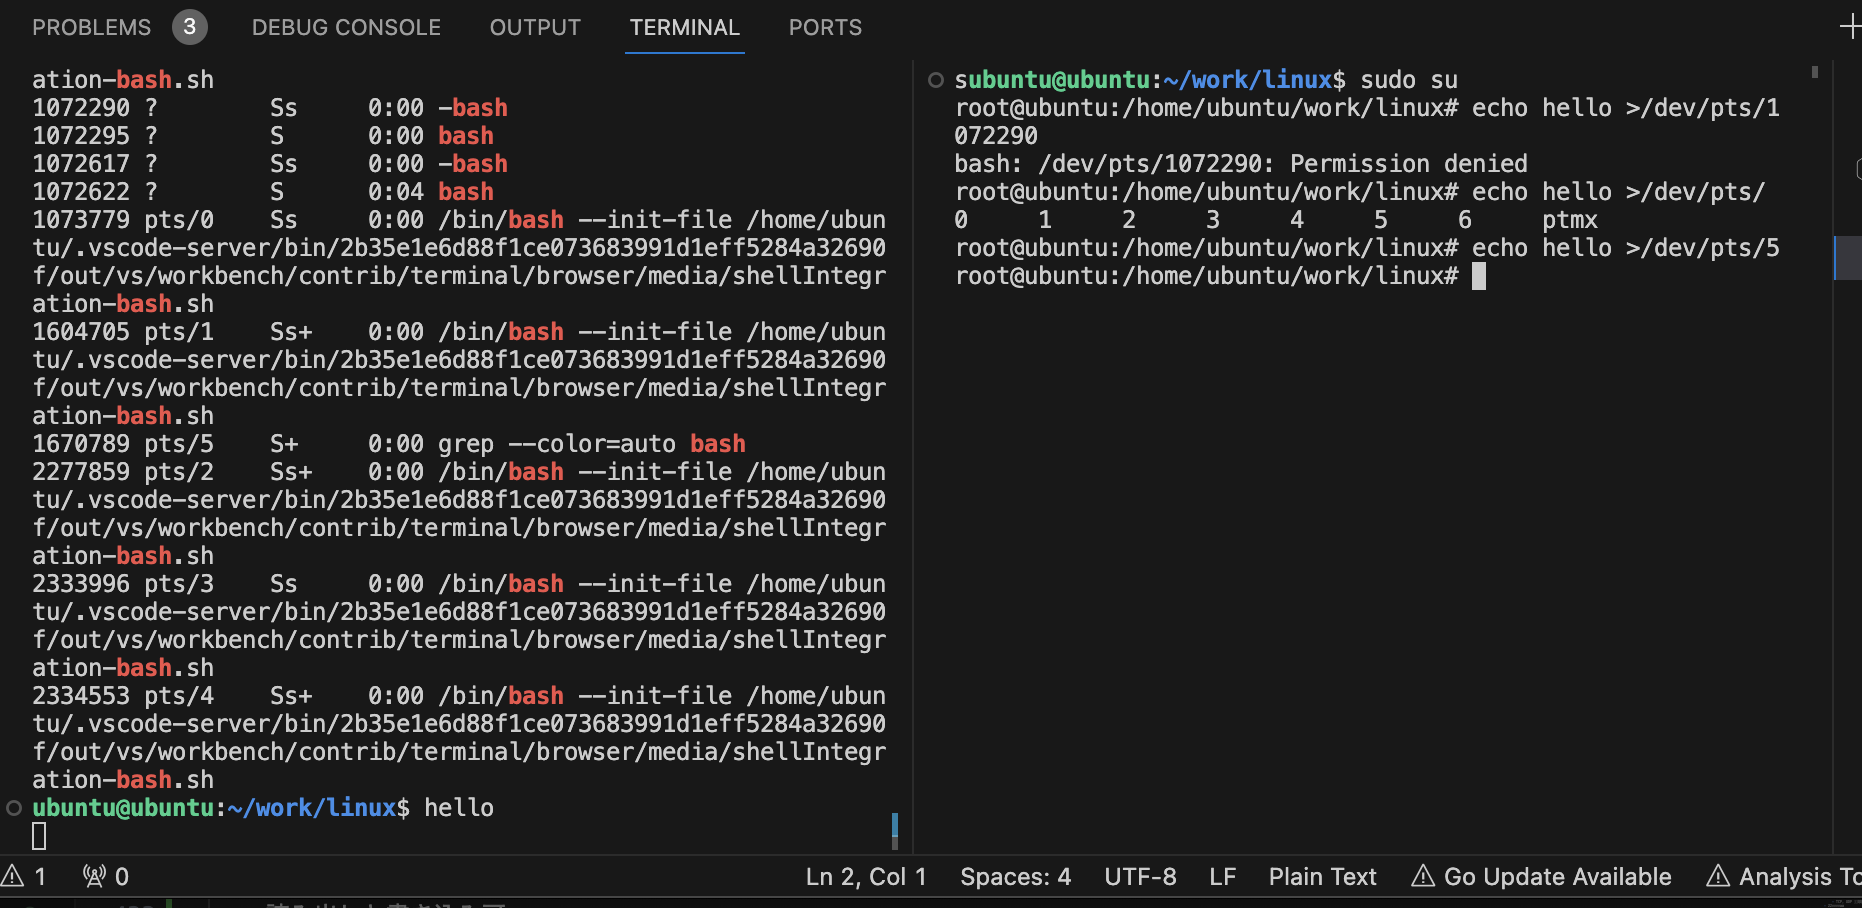 PROBLEMS 3 DEBUG CONSOLE OUTPUT TERMINAL PORTS
ation-bash.sh
1072290 ? Ss 0:00 -bash
1072295 ? S 0:00 bash
1072617 ? Ss 0:00 -bash
1072622 ? S 0:04 bash
1073779 pts/0 Ss 0:00 /bin/bash --init-file /home/ubun
tu/.vscode-server/bin/2b35e1e6d88f1ce073683991d1eff5284a32690
f/out/vs/workbench/contrib/terminal/browser/media/shellIntegr
ation-bash.sh
1604705 pts/1 Ss+ 0:00 /bin/bash --init-file /home/ubun
tu/.vscode-server/bin/2b35e1e6d88f1ce073683991d1eff5284a32690
f/out/vs/workbench/contrib/terminal/browser/media/shellIntegr
ation-bash.sh
1670789 pts/5 S+ 0:00 grep --color=auto bash
2277859 pts/2 Ss+ 0:00 /bin/bash --init-file /home/ubun
tu/.vscode-server/bin/2b35e1e6d88f1ce073683991d1eff5284a32690
f/out/vs/workbench/contrib/terminal/browser/media/shellIntegr
ation-bash.sh
2333996 pts/3 Ss 0:00 /bin/bash --init-file /home/ubun
tu/.vscode-server/bin/2b35e1e6d88f1ce073683991d1eff5284a32690
f/out/vs/workbench/contrib/terminal/browser/media/shellIntegr
ation-bash.sh
2334553 pts/4 Ss+ 0:00 /bin/bash --init-file /home/ubun
tu/.vscode-server/bin/2b35e1e6d88f1ce073683991d1eff5284a32690
f/out/vs/workbench/contrib/terminal/browser/media/shellIntegr
ation-bash.sh
ubuntu@ubuntu:~/work/linux$ hello
subuntu@ubuntu:~/work/linux$ sudo su
root@ubuntu:/home/ubuntu/work/linux# echo hello >/dev/pts/1
072290
bash: /dev/pts/1072290: Permission denied
root@ubuntu:/home/ubuntu/work/linux# echo hello >/dev/pts/
0 1 2 3 4 5 6 ptmx
root@ubuntu:/home/ubuntu/work/linux# echo hello >/dev/pts/5
root@ubuntu:/home/ubuntu/work/linux#
1 0 Ln 2, Col 1 Spaces: 4 UTF-8 LF Plain Text Go Update Available Analysis To